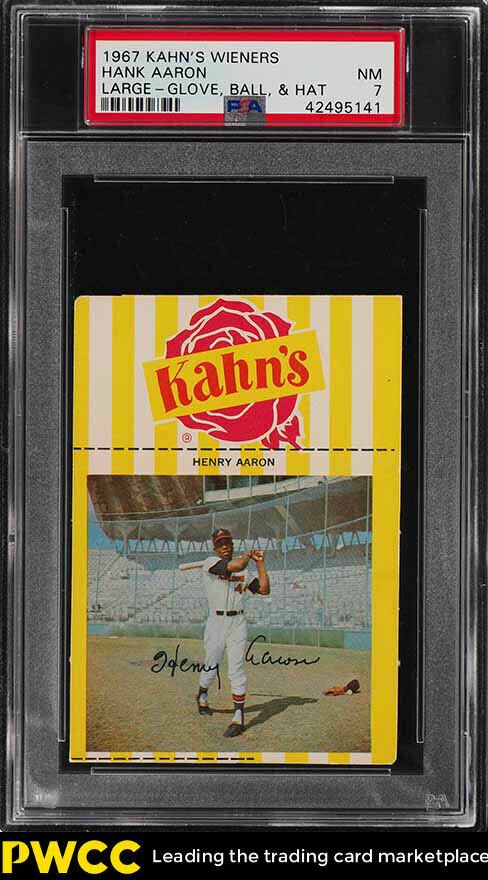 1967 KAHN'S WIENERS
HANK AARON NM
LARGE - GLOVE, BALL, & HAT 7
PSA 42495141
Kahn's
®
HENRY AARON
Henry Aaron
PWCC Leading the trading card marketplace